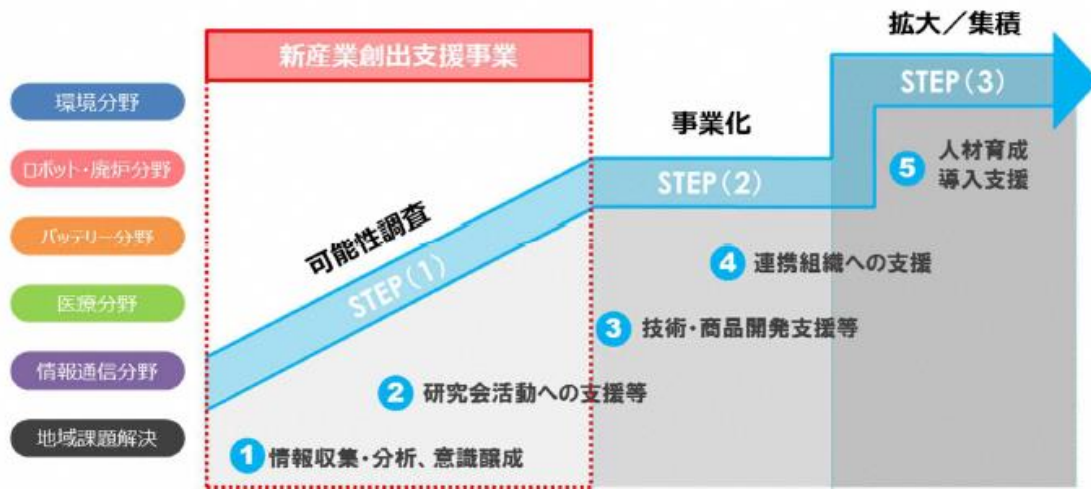 拡大／集積
新産業創出支援事業
STEP(3)
環境分野
事業化
人材育成
導入支援
5
ロボット・廃炉分野
STEP(2)
可能性調査
バッテリー分野
4 連携組織への支援
STEP(1)
医療分野
3 技術・商品開発支援等
情報通信分野
2 研究会活動への支援等
地域課題解決
1 情報収集・分析、意識醸成